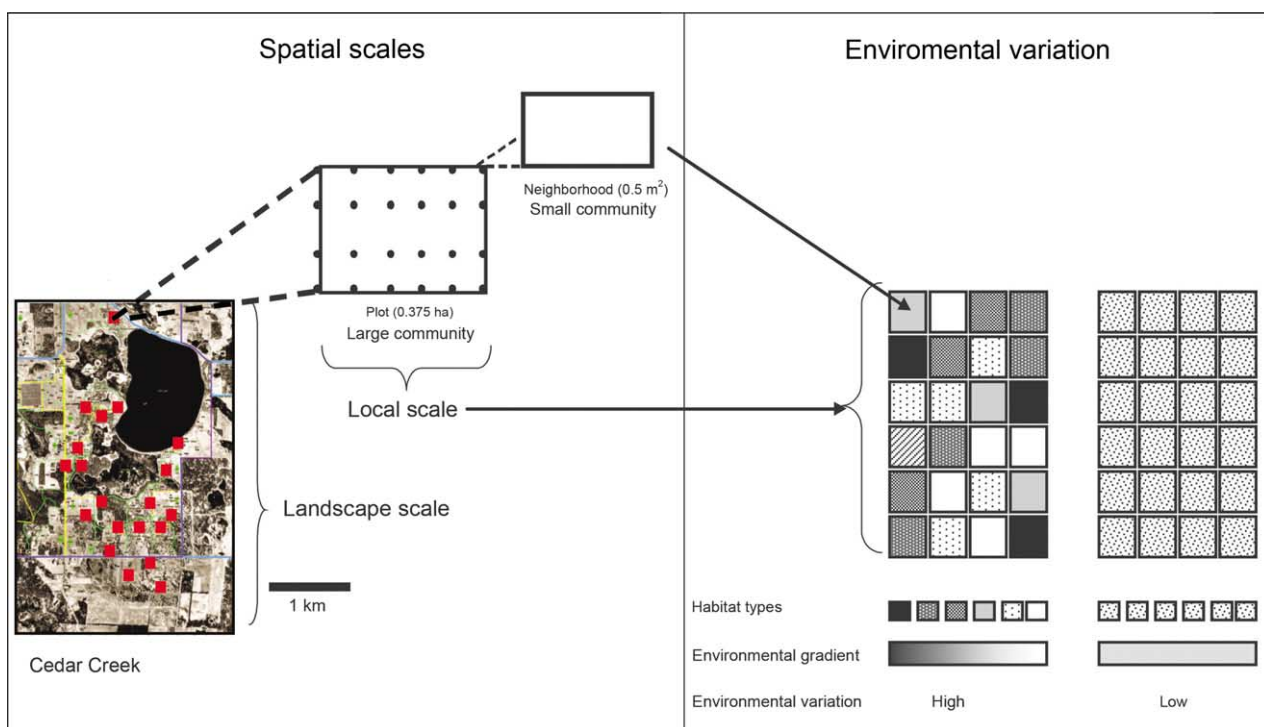 Spatial scales
Enviromental variation
Neighborhood (0.5 m²)
Small community
Plot (0.375 ha)
Large community
Local scale
Landscape scale
1 km
Cedar Creek
Habitat types
Environmental gradient
Environmental variation
High
Low